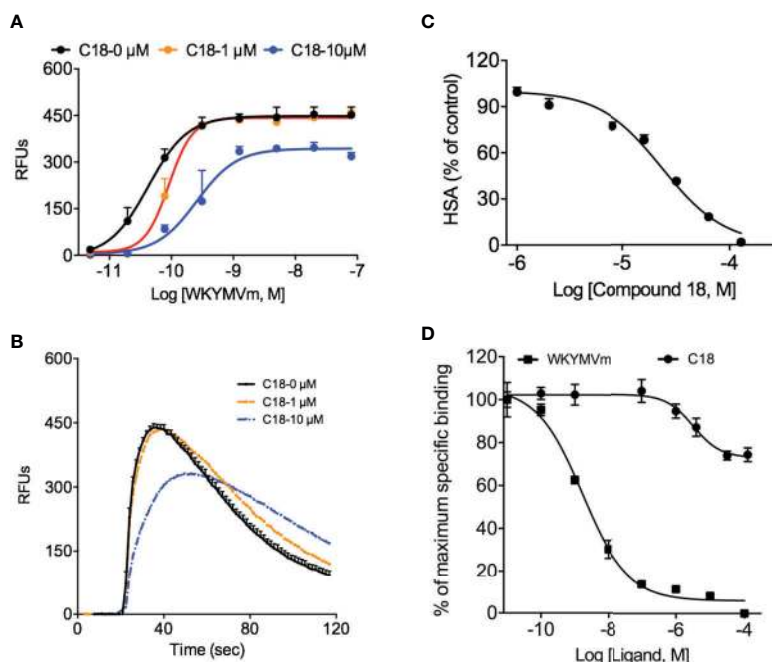 A
C18-0 µM C18-1 µM C18-10µM
600
450
300
150
0
RFUs
-11 -10 -9 -8 -7
Log [WKYMVm, M]
B
600
450
300
150
0
RFUs
C18-0 µM
C18-1 µM
C18-10 µM
0 40 80 120
Time (sec)
C
120
90
60
30
0
HSA (% of control)
-6 -5 -4
Log [Compound 18, M]
D
WKYMVm C18
120
100
80
60
40
20
0
% of maximum specific binding
-10 -8 -6 -4
Log [Ligand, M]